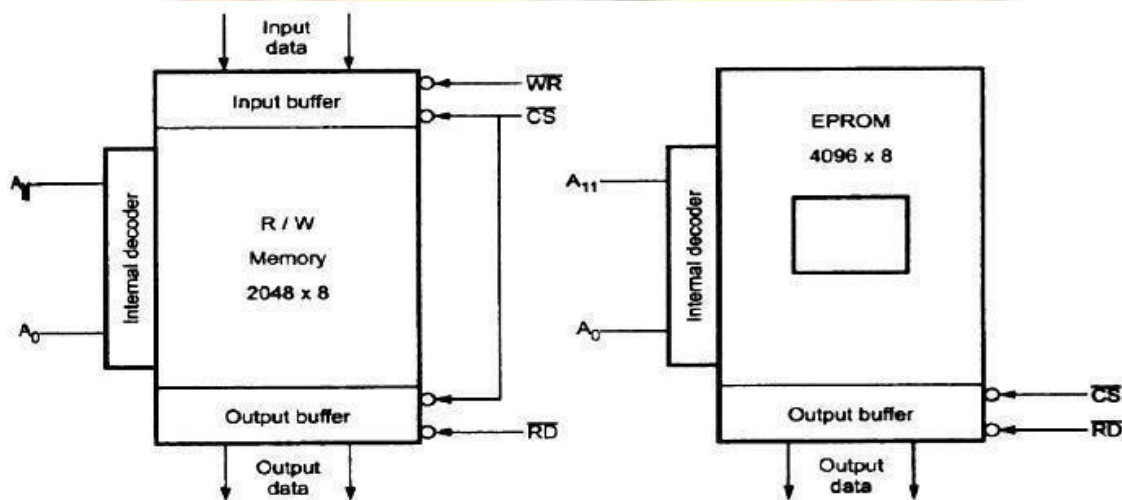 Input
data
Input buffer
WR
CS
Internal decoder
A0
R / W
Memory
2048 x 8
Output buffer
RD
Output
data
EPROM
4096 x 8
A11
Internal decoder
A0
Output buffer
CS
RD
Output
data